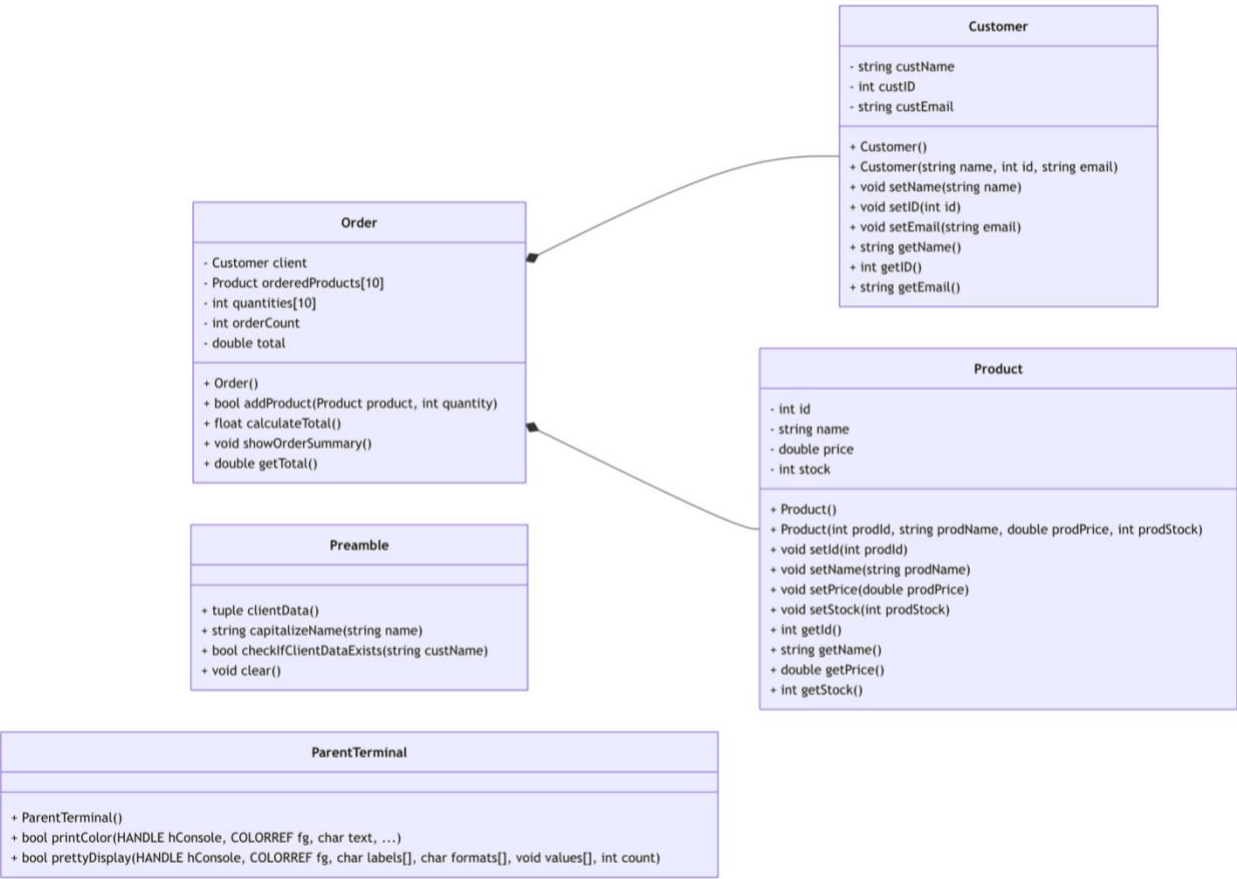 Customer
- string custName
- int custID
- string custEmail
+ Customer()
+ Customer(string name, int id, string email)
+ void setName(string name)
+ void setID(int id)
+ void setEmail(string email)
+ string getName()
+ int getID()
+ string getEmail()
Order
- Customer client
- Product orderedProducts[10]
- int quantities[10]
- int orderCount
- double total
+ Order()
+ bool addProduct(Product product, int quantity)
+ float calculateTotal()
+ void showOrderSummary()
+ double getTotal()
Product
- int id
- string name
- double price
- int stock
+ Product()
+ Product(int prodId, string prodName, double prodPrice, int prodStock)
+ void setId(int prodId)
+ void setName(string prodName)
+ void setPrice(double prodPrice)
+ void setStock(int prodStock)
+ int getId()
+ string getName()
+ double getPrice()
+ int getStock()
Preamble
+ tuple clientData()
+ string capitalizeName(string name)
+ bool checkIfClientDataExists(string custName)
+ void clear()
ParentTerminal
+ ParentTerminal()
+ bool printColor(HANDLE hConsole, COLORREF fg, char text, ...)
+ bool prettyDisplay(HANDLE hConsole, COLORREF fg, char labels[], char formats[], void values[], int count)